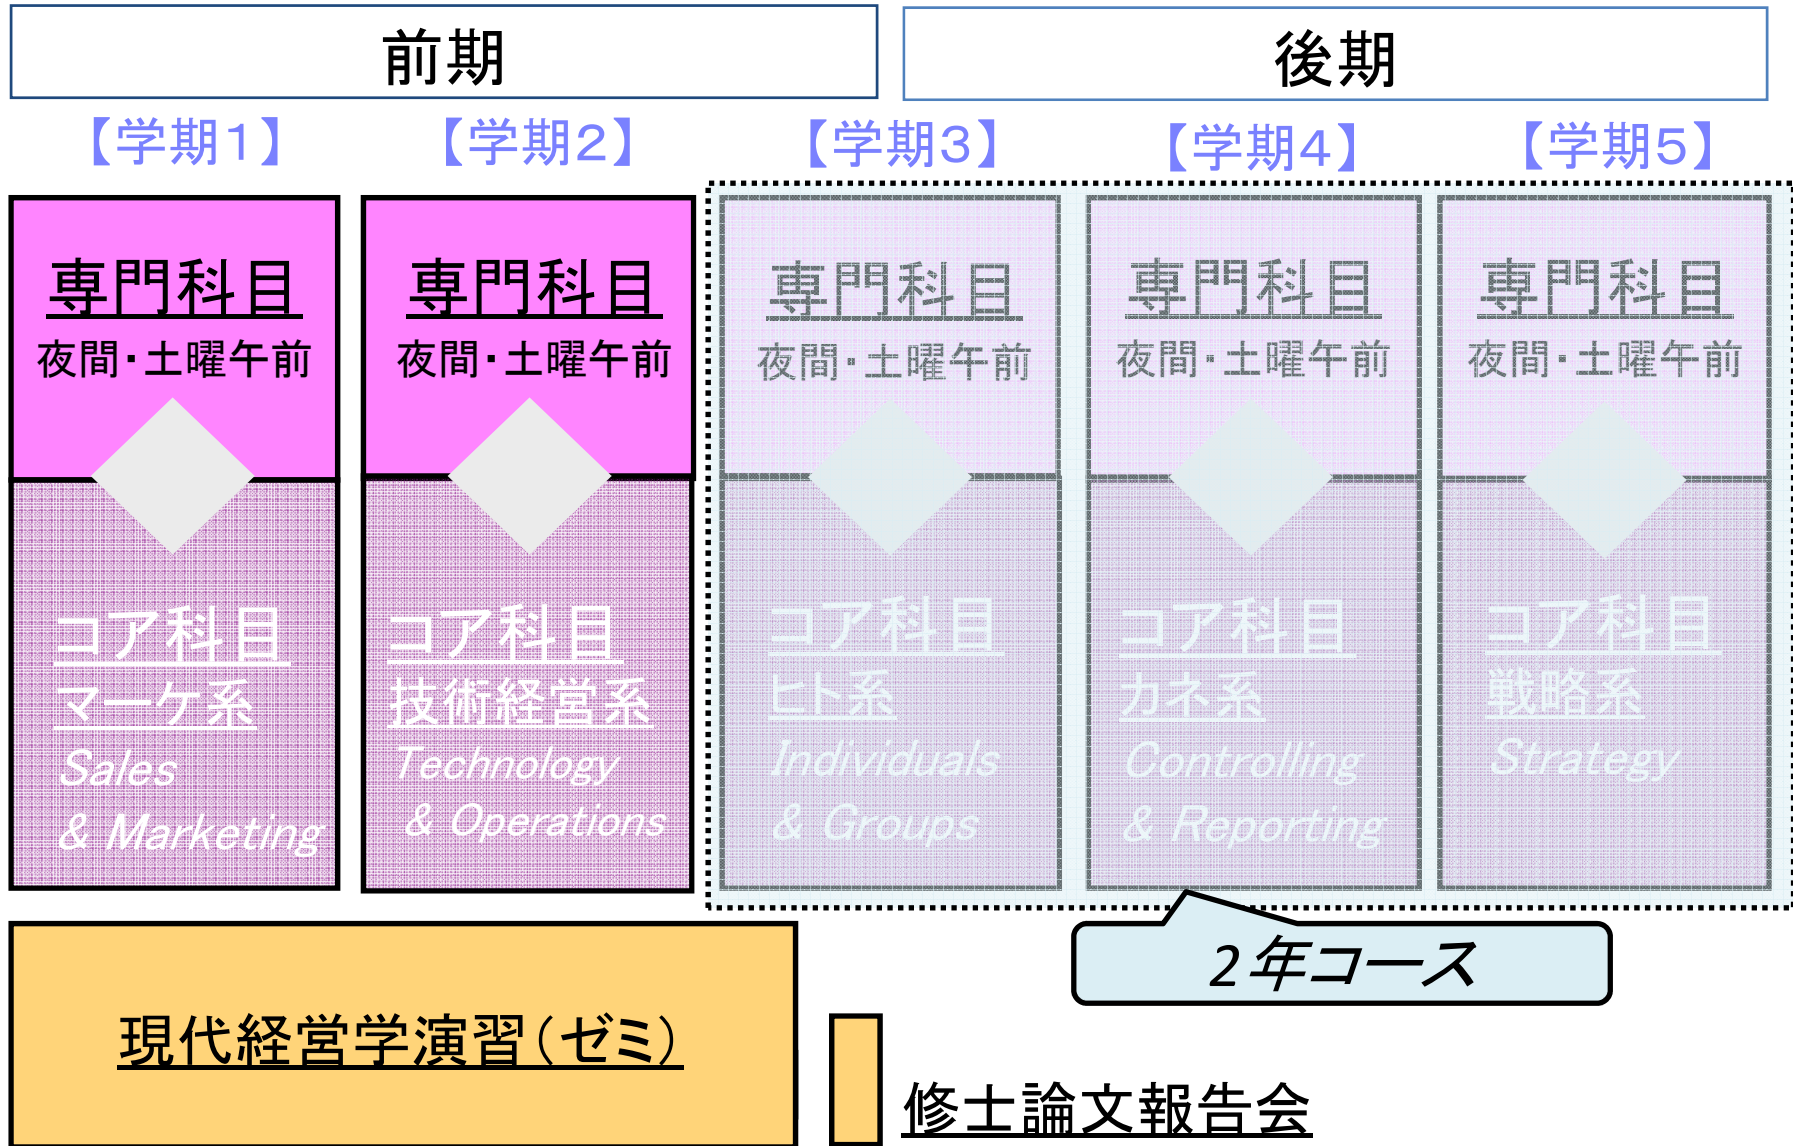 前期
後期
【学期1】
【学期2】
【学期3】
【学期4】
【学期5】
専門科目
夜間・土曜午前
コア科目
マーケ系
Sales
& Marketing
専門科目
夜間・土曜午前
コア科目
技術経営系
Technology
& Operations
専門科目
夜間・土曜午前
コア科目
ヒト系
Individuals
& Groups
専門科目
夜間・土曜午前
コア科目
カネ系
Controlling
& Reporting
専門科目
夜間・土曜午前
コア科目
戦略系
Strategy
2年コース
現代経営学演習（ゼミ）
修士論文報告会